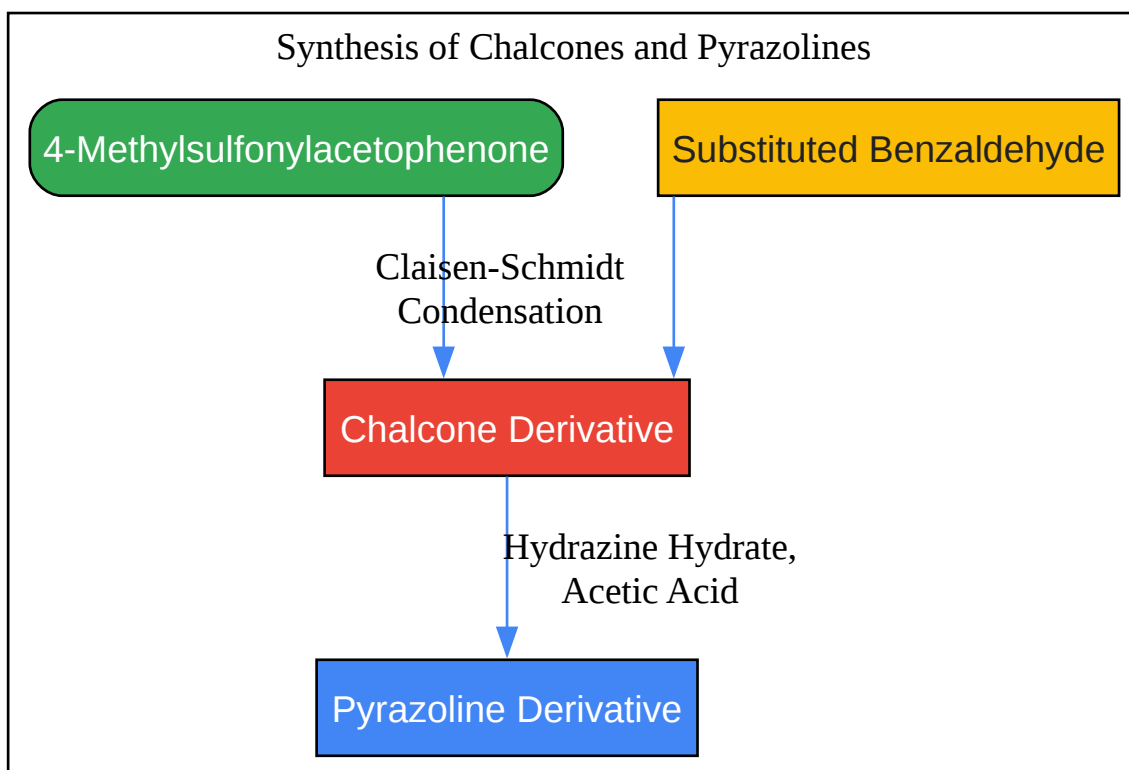 Synthesis of Chalcones and Pyrazolines
4-Methylsulfonylacetophenone
Substituted Benzaldehyde
Claisen-Schmidt
Condensation
Chalcone Derivative
Hydrazine Hydrate,
Acetic Acid
Pyrazoline Derivative